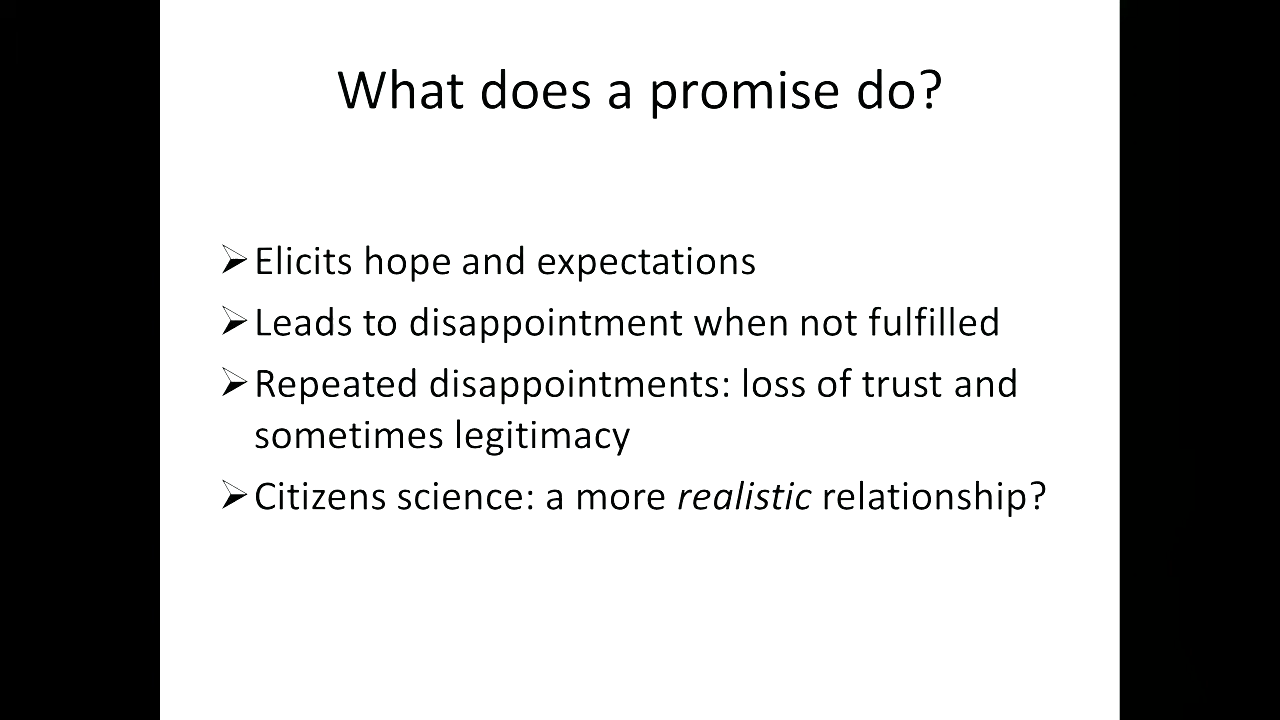 What does a promise do?
➢Elicits hope and expectations
➢Leads to disappointment when not fulfilled
➢Repeated disappointments: loss of trust and
sometimes legitimacy
➢Citizens science: a more realistic relationship?